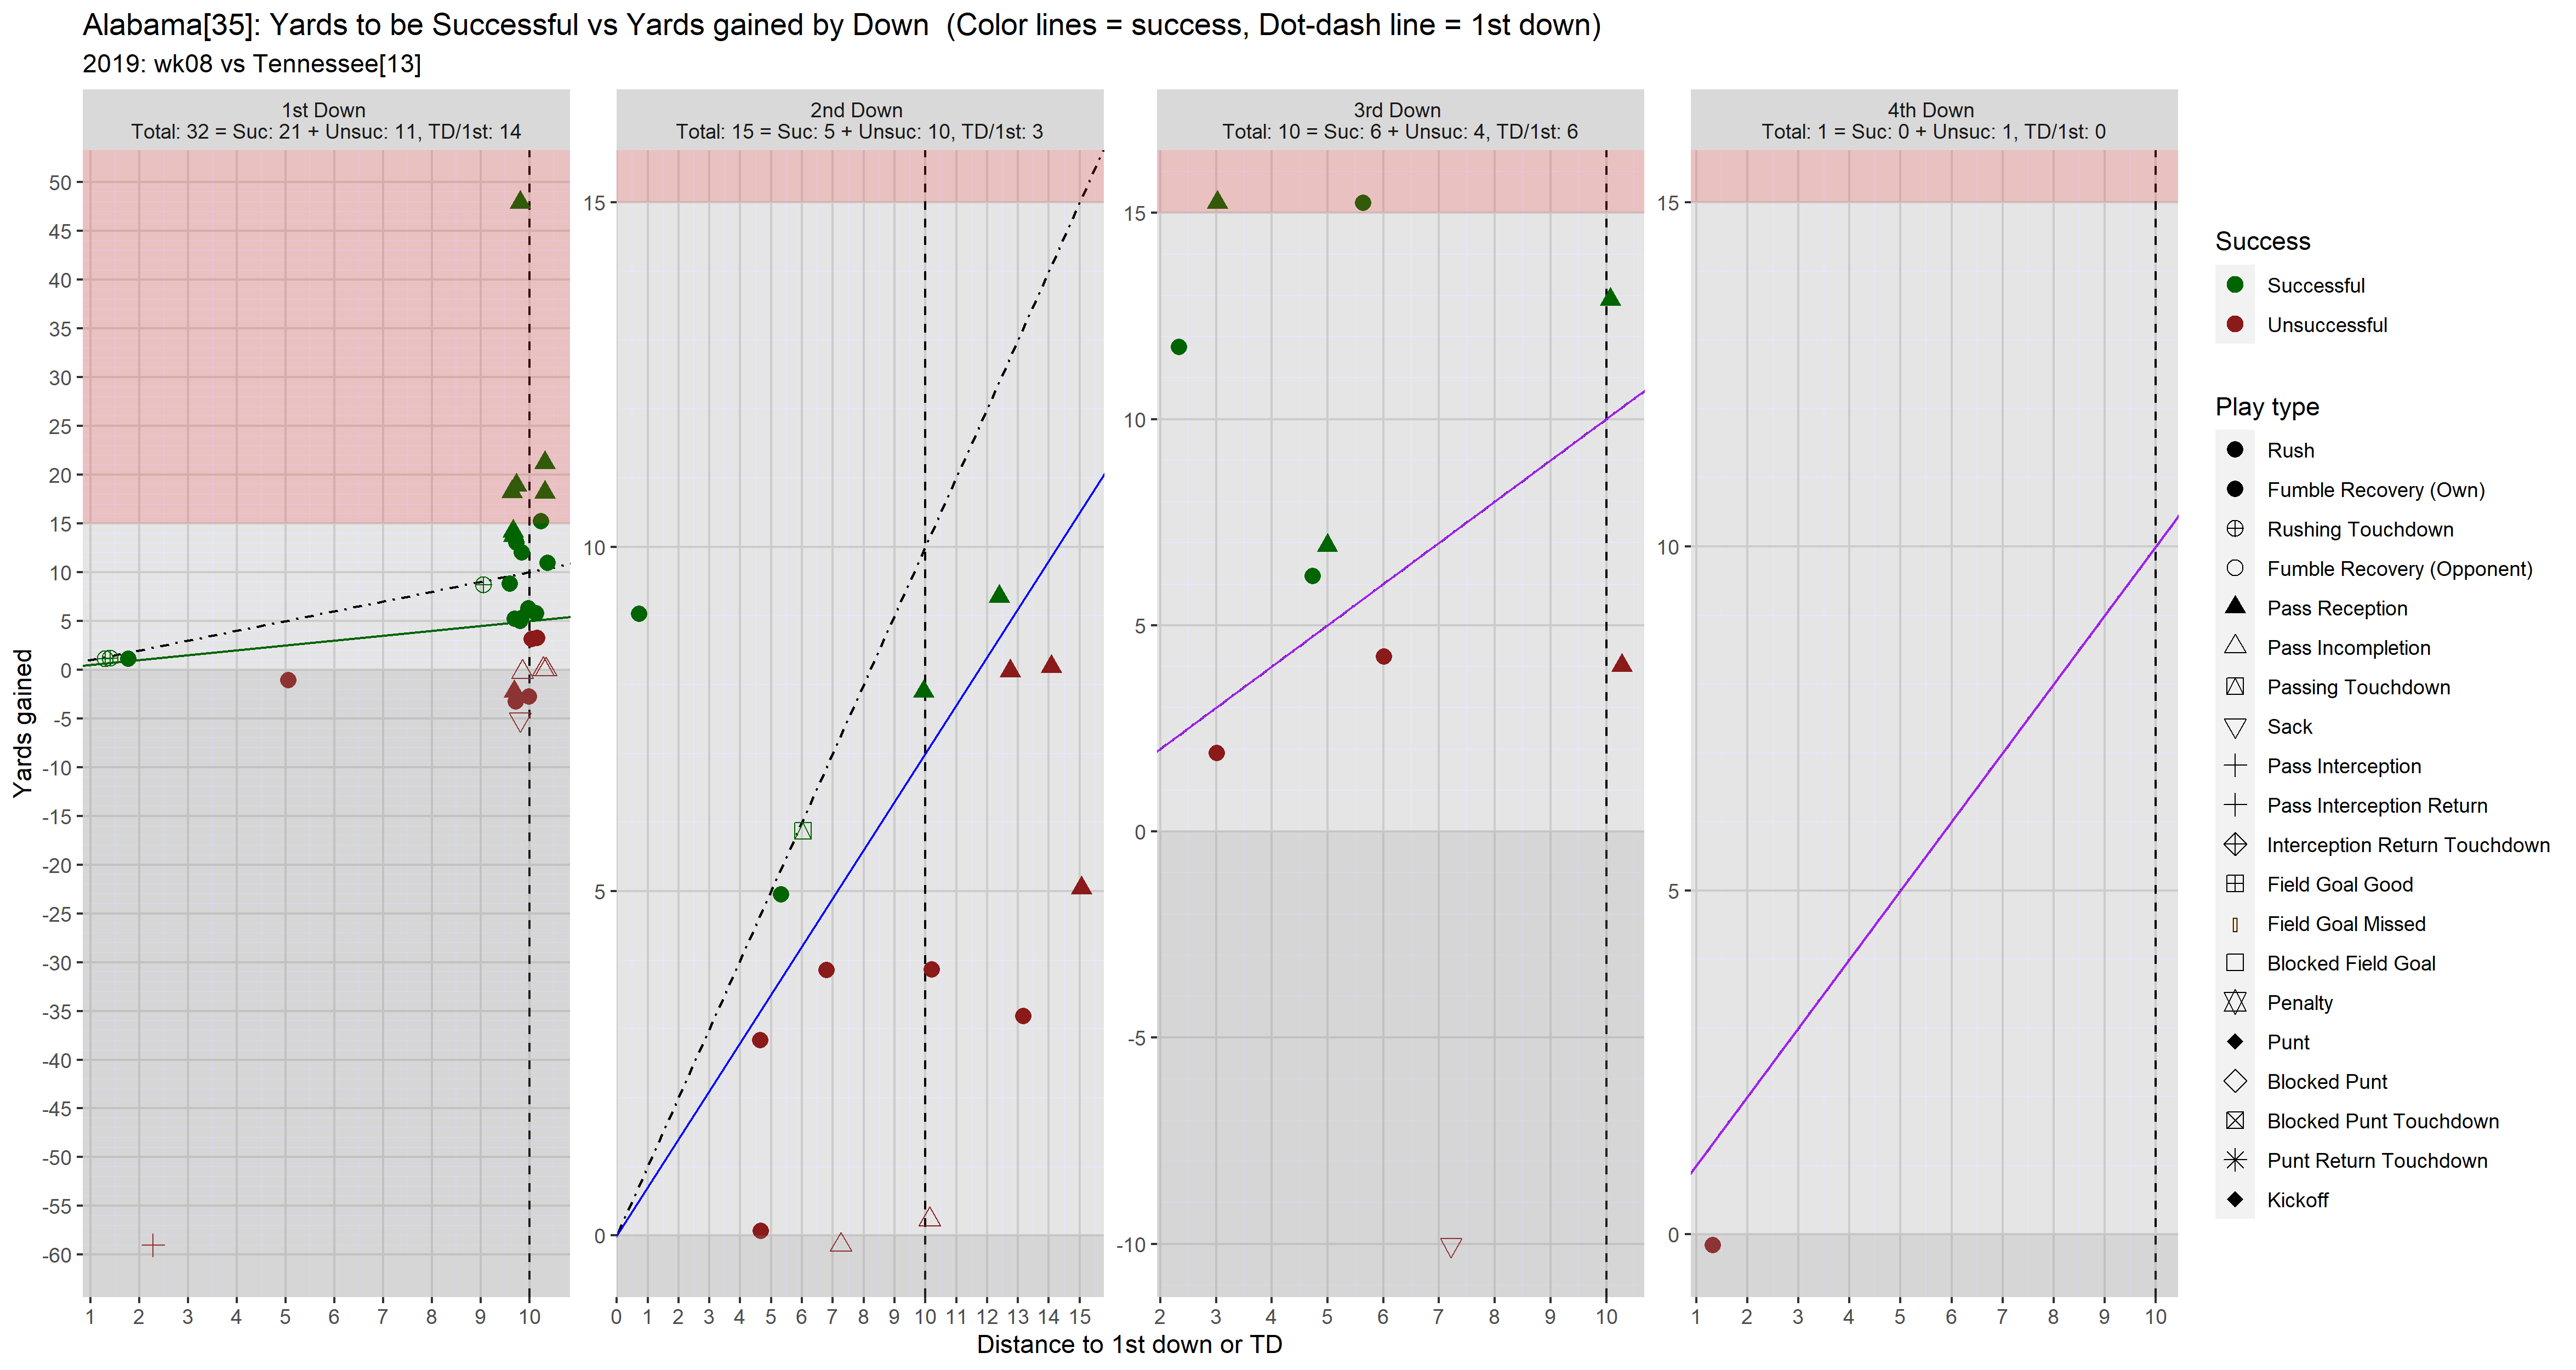 Alabama[35]: Yards to be Successful vs Yards gained by Down  (Color lines = success, Dot-dash line = 1st down)
2019: wk08 vs Tennessee[13]
1st Down
Total: 32 = Suc: 21 + Unsuc: 11, TD/1st: 14
2nd Down
Total: 15 = Suc: 5 + Unsuc: 10, TD/1st: 3
3rd Down
Total: 10 = Suc: 6 + Unsuc: 4, TD/1st: 6
4th Down
Total: 1 = Suc: 0 + Unsuc: 1, TD/1st: 0
Yards gained
50
45
40
35
30
25
20
15
10
5
0
-5
-10
-15
-20
-25
-30
-35
-40
-45
-50
-55
-60
1 2 3 4 5 6 7 8 9 10
15
10
5
0
0 1 2 3 4 5 6 7 8 9 10 11 12 13 14 15
15
10
5
0
-5
-10
2 3 4 5 6 7 8 9 10
15
10
5
0
1 2 3 4 5 6 7 8 9 10
Distance to 1st down or TD
Success
Successful
Unsuccessful
Play type
Rush
Fumble Recovery (Own)
Rushing Touchdown
Fumble Recovery (Opponent)
Pass Reception
Pass Incompletion
Passing Touchdown
Sack
Pass Interception
Pass Interception Return
Interception Return Touchdown
Field Goal Good
Field Goal Missed
Blocked Field Goal
Penalty
Punt
Blocked Punt
Blocked Punt Touchdown
Punt Return Touchdown
Kickoff